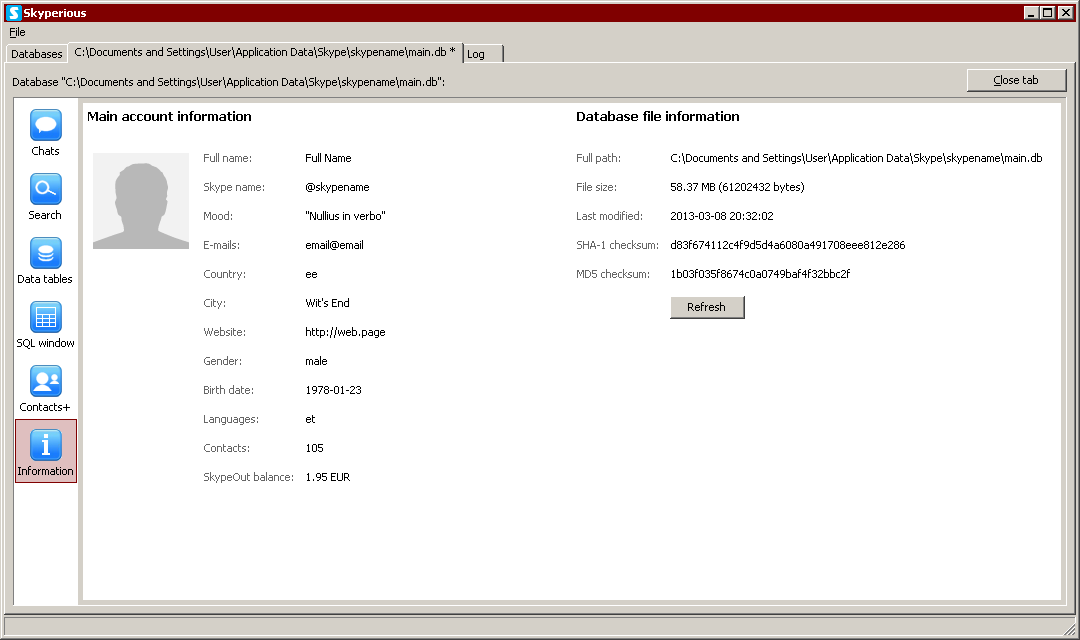 Skyperious
File
Databases C:\Documents and Settings\User\Application Data\Skype\skypename\main.db * Log
Database "C:\Documents and Settings\User\Application Data\Skype\skypename\main.db": Close tab
Chats
Search
Data tables
SQL window
Contacts+
Information
Main account information
Full name: Full Name
Skype name: @skypename
Mood: "Nullius in verbo"
E-mails: email@email
Country: ee
City: Wit's End
Website: http://web.page
Gender: male
Birth date: 1978-01-23
Languages: et
Contacts: 105
SkypeOut balance: 1.95 EUR
Database file information
Full path: C:\Documents and Settings\User\Application Data\Skype\skypename\main.db
File size: 58.37 MB (61202432 bytes)
Last modified: 2013-03-08 20:32:02
SHA-1 checksum: d83f674112c4f9d5d4a6080a491708eee812e286
MD5 checksum: 1b03f035f8674c0a0749baf4f32bbc2f
Refresh